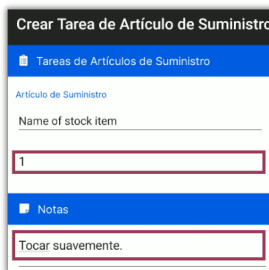 Crear Tarea de Artículo de Suministro
Tareas de Artículos de Suministro
Artículo de Suministro
Name of stock item
1
Notas
Tocar suavemente.